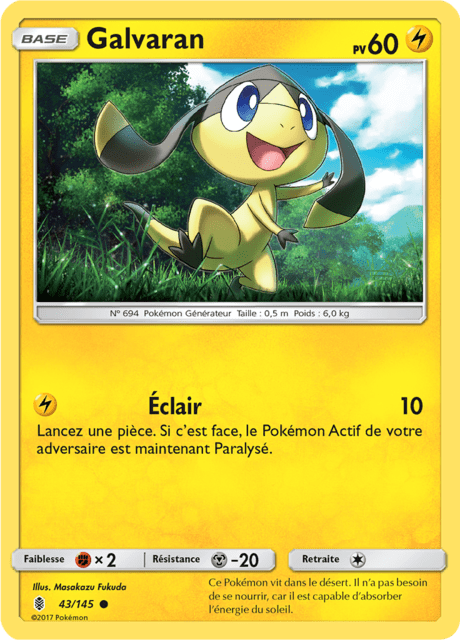 BASE Galvaran PV60
N° 694 Pokémon Générateur Taille : 0,5 m Poids : 6,0 kg
Éclair 10
Lancez une pièce. Si c'est face, le Pokémon Actif de votre
adversaire est maintenant Paralysé.
Faiblesse ×2 Résistance -20 Retraite
Illus. Masakazu Fukuda
43/145
©2017 Pokémon
Ce Pokémon vit dans le désert. Il n'a pas besoin
de se nourrir, car il est capable d'absorber
l'énergie du soleil.